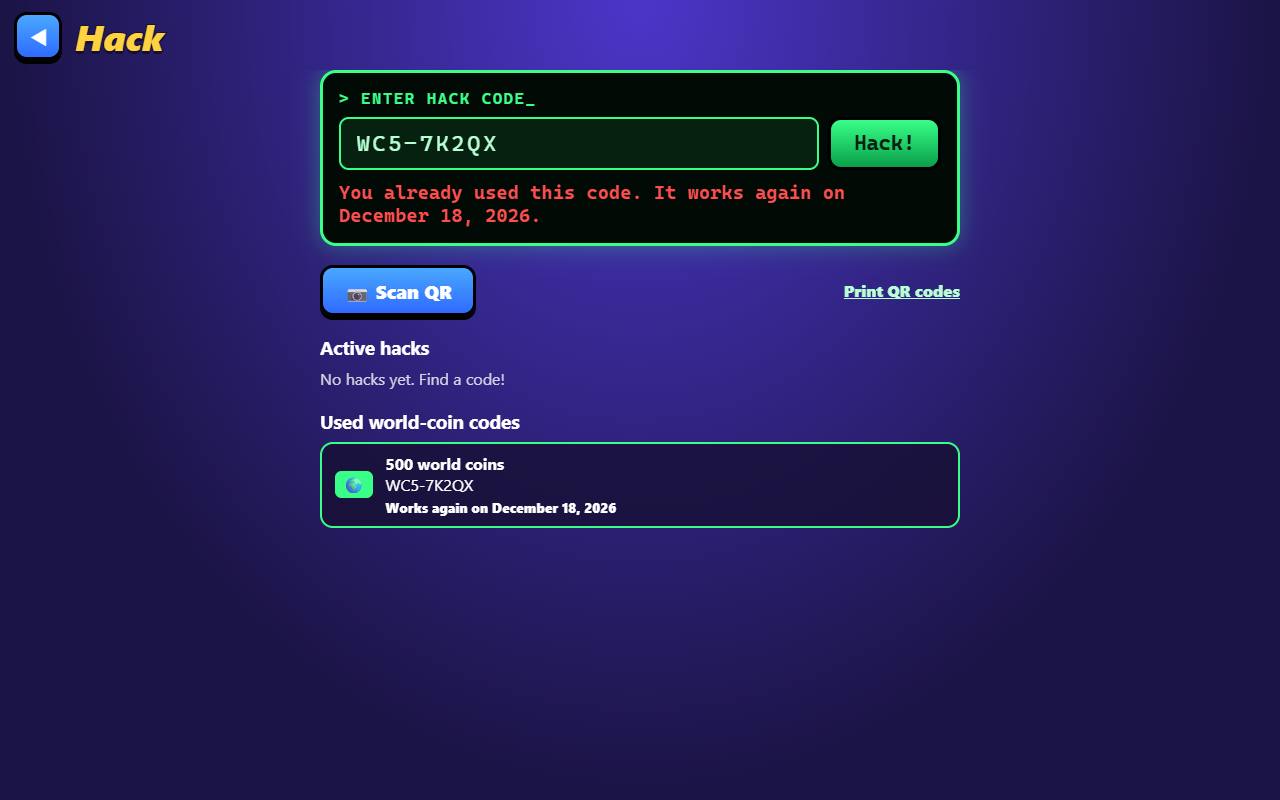 Hack
> ENTER HACK CODE_
WC5-7K2QX
Hack!
You already used this code. It works again on
December 18, 2026.
Scan QR
Print QR codes
Active hacks
No hacks yet. Find a code!
Used world-coin codes
500 world coins
WC5-7K2QX
Works again on December 18, 2026